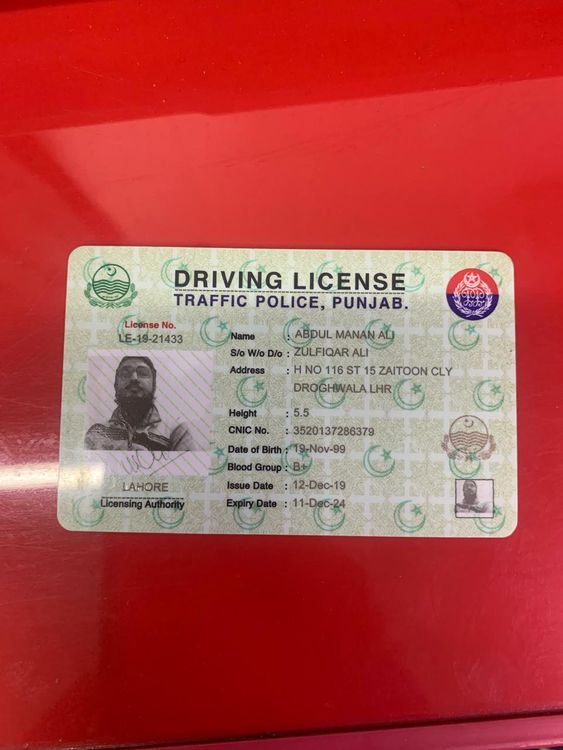 DRIVING LICENSE
TRAFFIC POLICE, PUNJAB.
License No.
LE-19-21433
Name : ABDUL MANAN ALI
S/o W/o D/o : ZULFIQAR ALI
Address : H NO 116 ST 15 ZAITOON CLY
DROGHWALA LHR
Height : 5.5
CNIC No. : 3520137286379
Date of Birth : 19-Nov-99
Blood Group : B+
Issue Date : 12-Dec-19
Expiry Date : 11-Dec-24
LAHORE
Licensing Authority